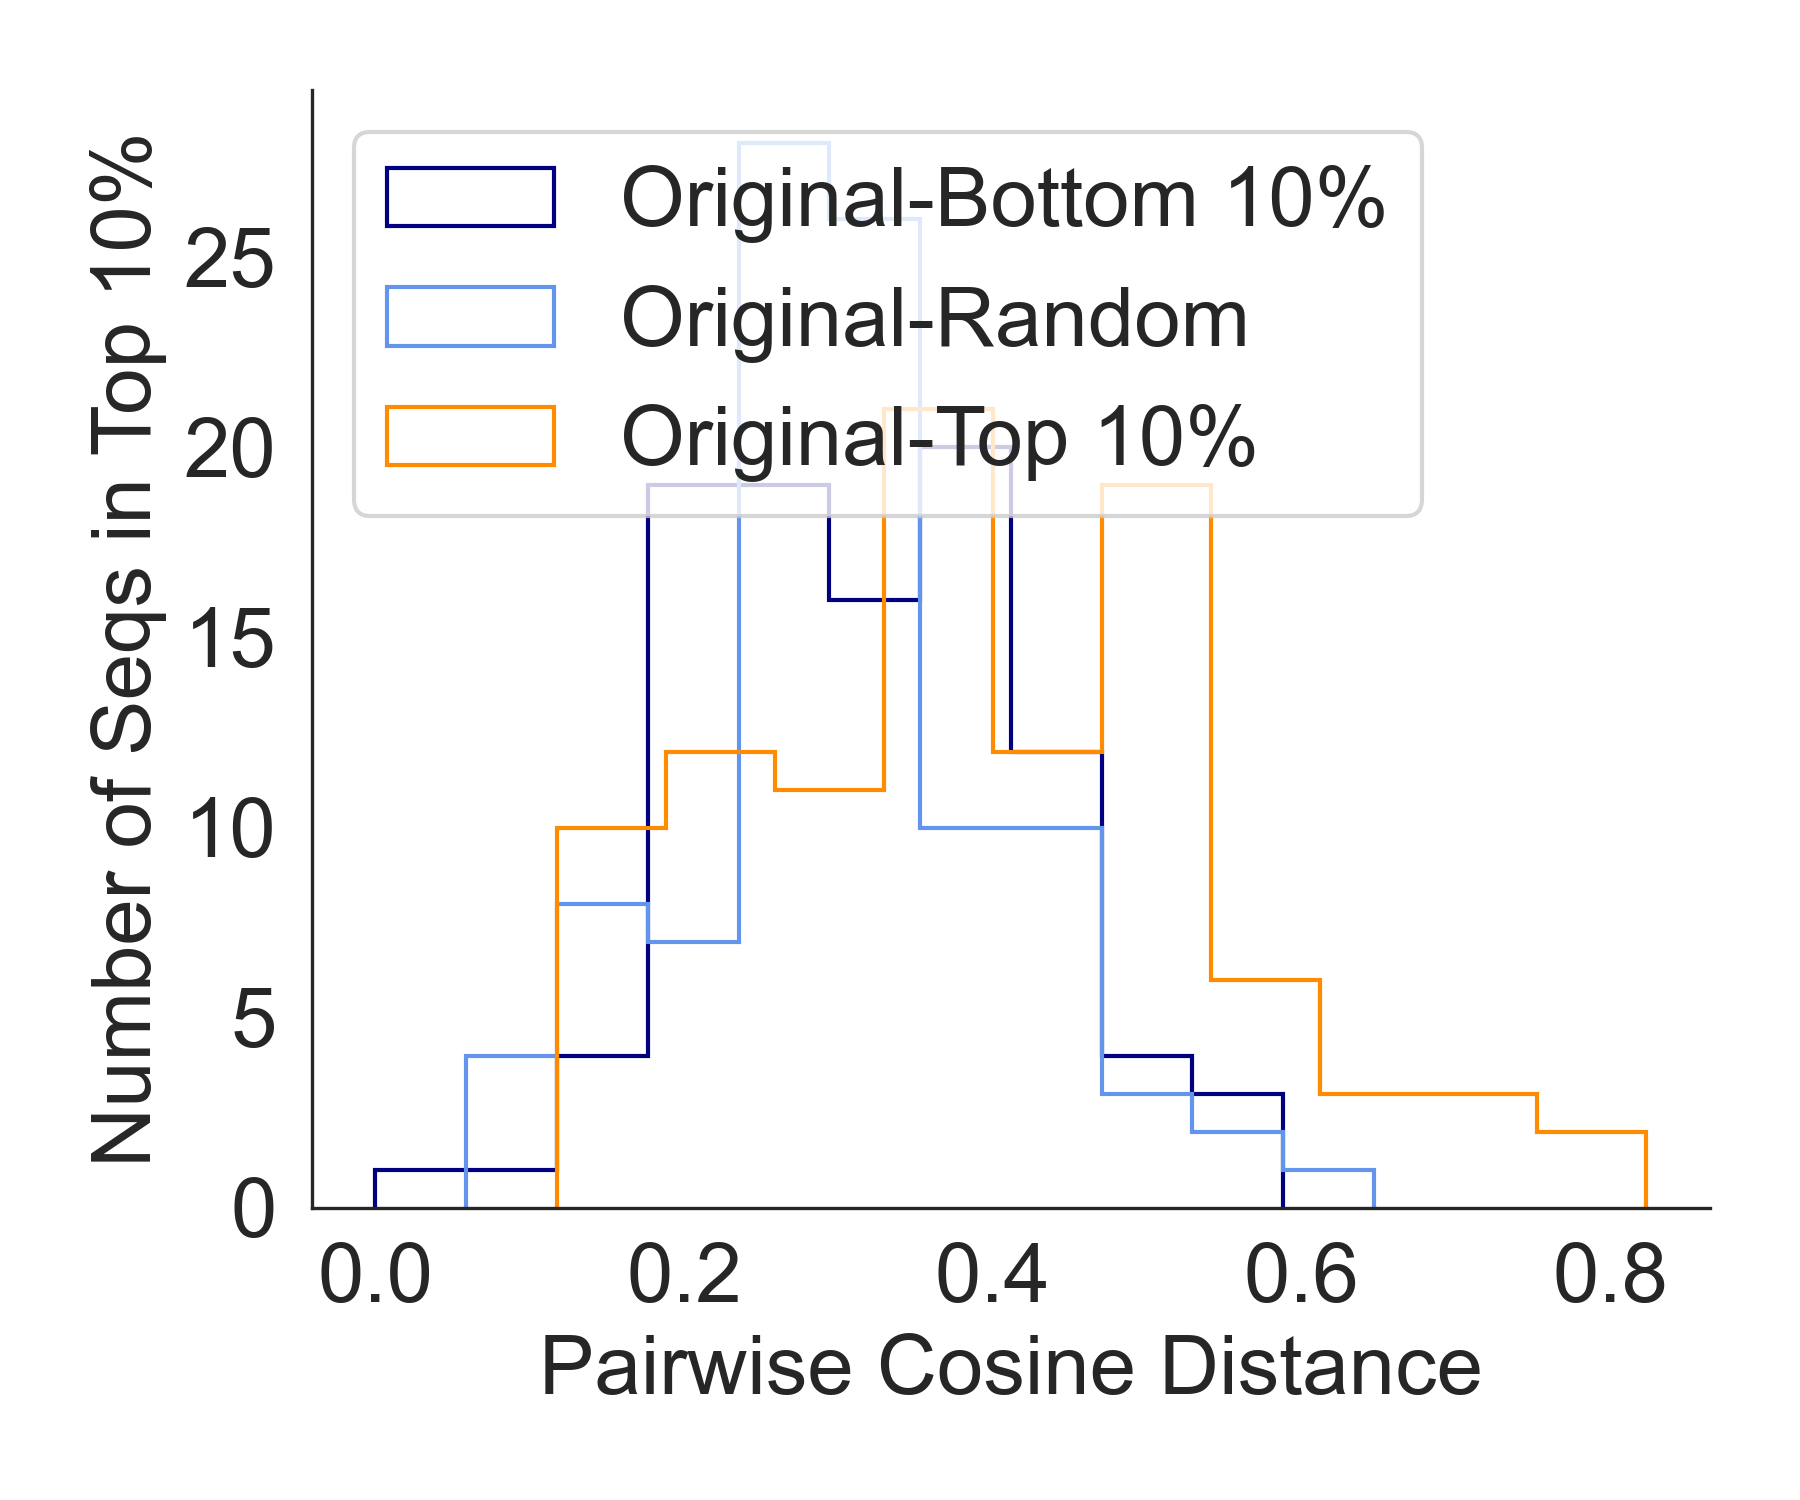 Number of Seqs in Top 10%
25
20
15
10
5
0
Original-Bottom 10%
Original-Random
Original-Top 10%
0.0 0.2 0.4 0.6 0.8
Pairwise Cosine Distance